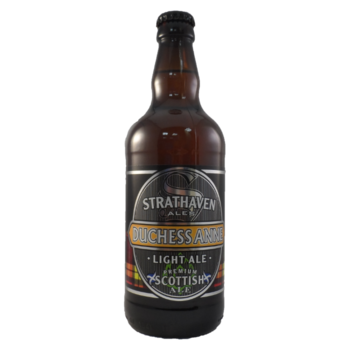 STRATHAVEN
ALES
DUCHESS ANNE
LIGHT ALE
PREMIUM
SCOTTISH
ALE